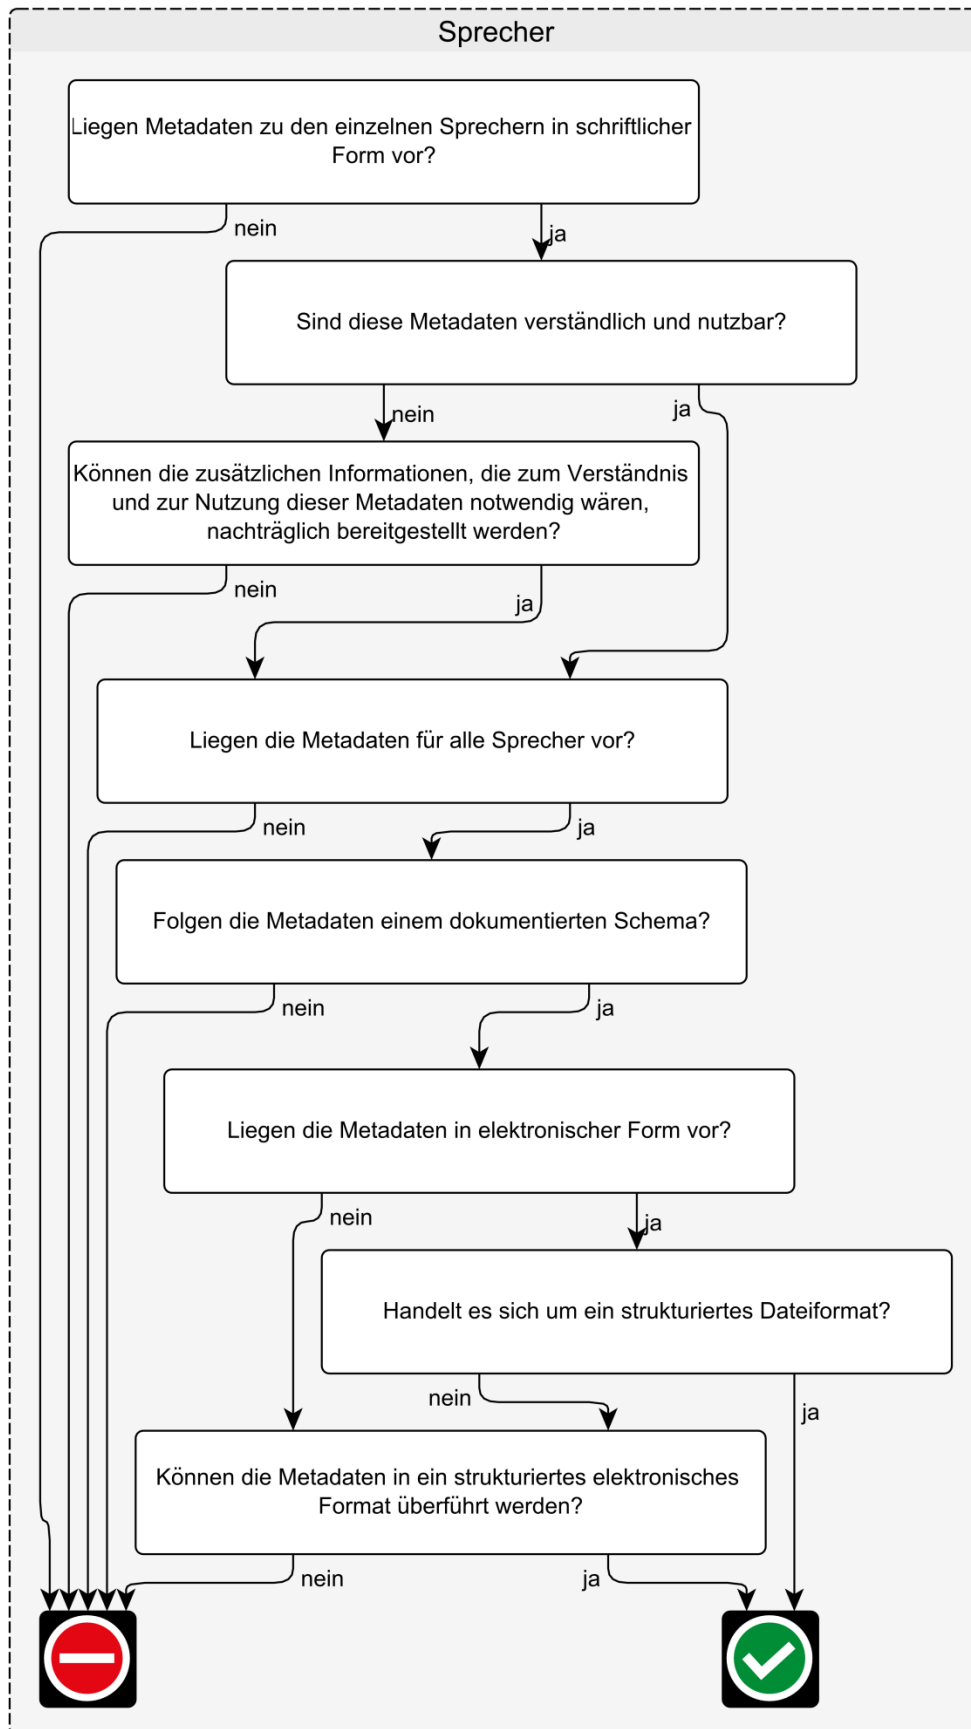 Sprecher
Liegen Metadaten zu den einzelnen Sprechern in schriftlicher
Form vor?
nein
ja
Sind diese Metadaten verständlich und nutzbar?
nein
ja
Können die zusätzlichen Informationen, die zum Verständnis
und zur Nutzung dieser Metadaten notwendig wären,
nachträglich bereitgestellt werden?
nein
ja
Liegen die Metadaten für alle Sprecher vor?
nein
ja
Folgen die Metadaten einem dokumentierten Schema?
nein
ja
Liegen die Metadaten in elektronischer Form vor?
nein
ja
Handelt es sich um ein strukturiertes Dateiformat?
nein
ja
Können die Metadaten in ein strukturiertes elektronisches
Format überführt werden?
nein
ja